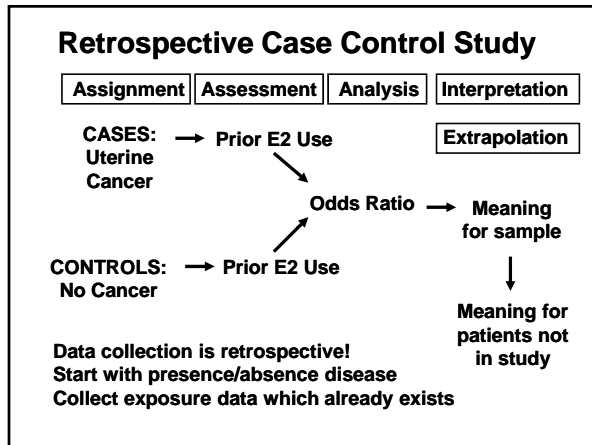 Retrospective Case Control Study
Assignment Assessment Analysis Interpretation
Extrapolation
CASES:
Uterine
Cancer
Prior E2 Use
Odds Ratio
Meaning
for sample
CONTROLS:
No Cancer
Prior E2 Use
Meaning for
patients not
in study
Data collection is retrospective!
Start with presence/absence disease
Collect exposure data which already exists